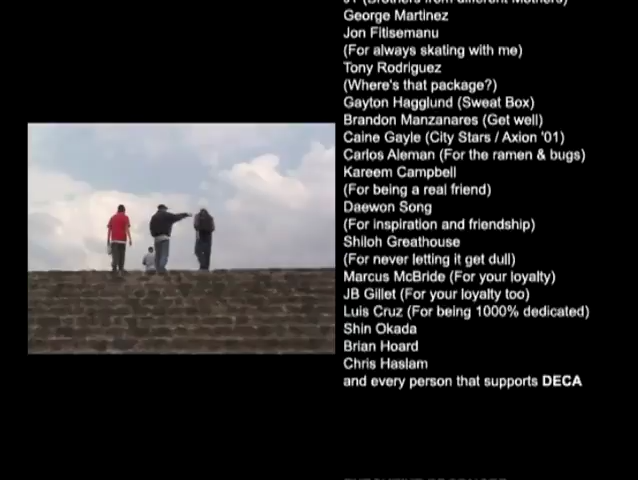 (Brothers from different Mothers)
George Martinez
Jon Fitisemanu
(For always skating with me)
Tony Rodriguez
(Where's that package?)
Gayton Hagglund (Sweat Box)
Brandon Manzanares (Get well)
Caine Gayle (City Stars / Axion '01)
Carlos Aleman (For the ramen & bugs)
Kareem Campbell
(For being a real friend)
Daewon Song
(For inspiration and friendship)
Shiloh Greathouse
(For never letting it get dull)
Marcus McBride (For your loyalty)
JB Gillet (For your loyalty too)
Luis Cruz (For being 1000% dedicated)
Shin Okada
Brian Hoard
Chris Haslam
and every person that supports DECA